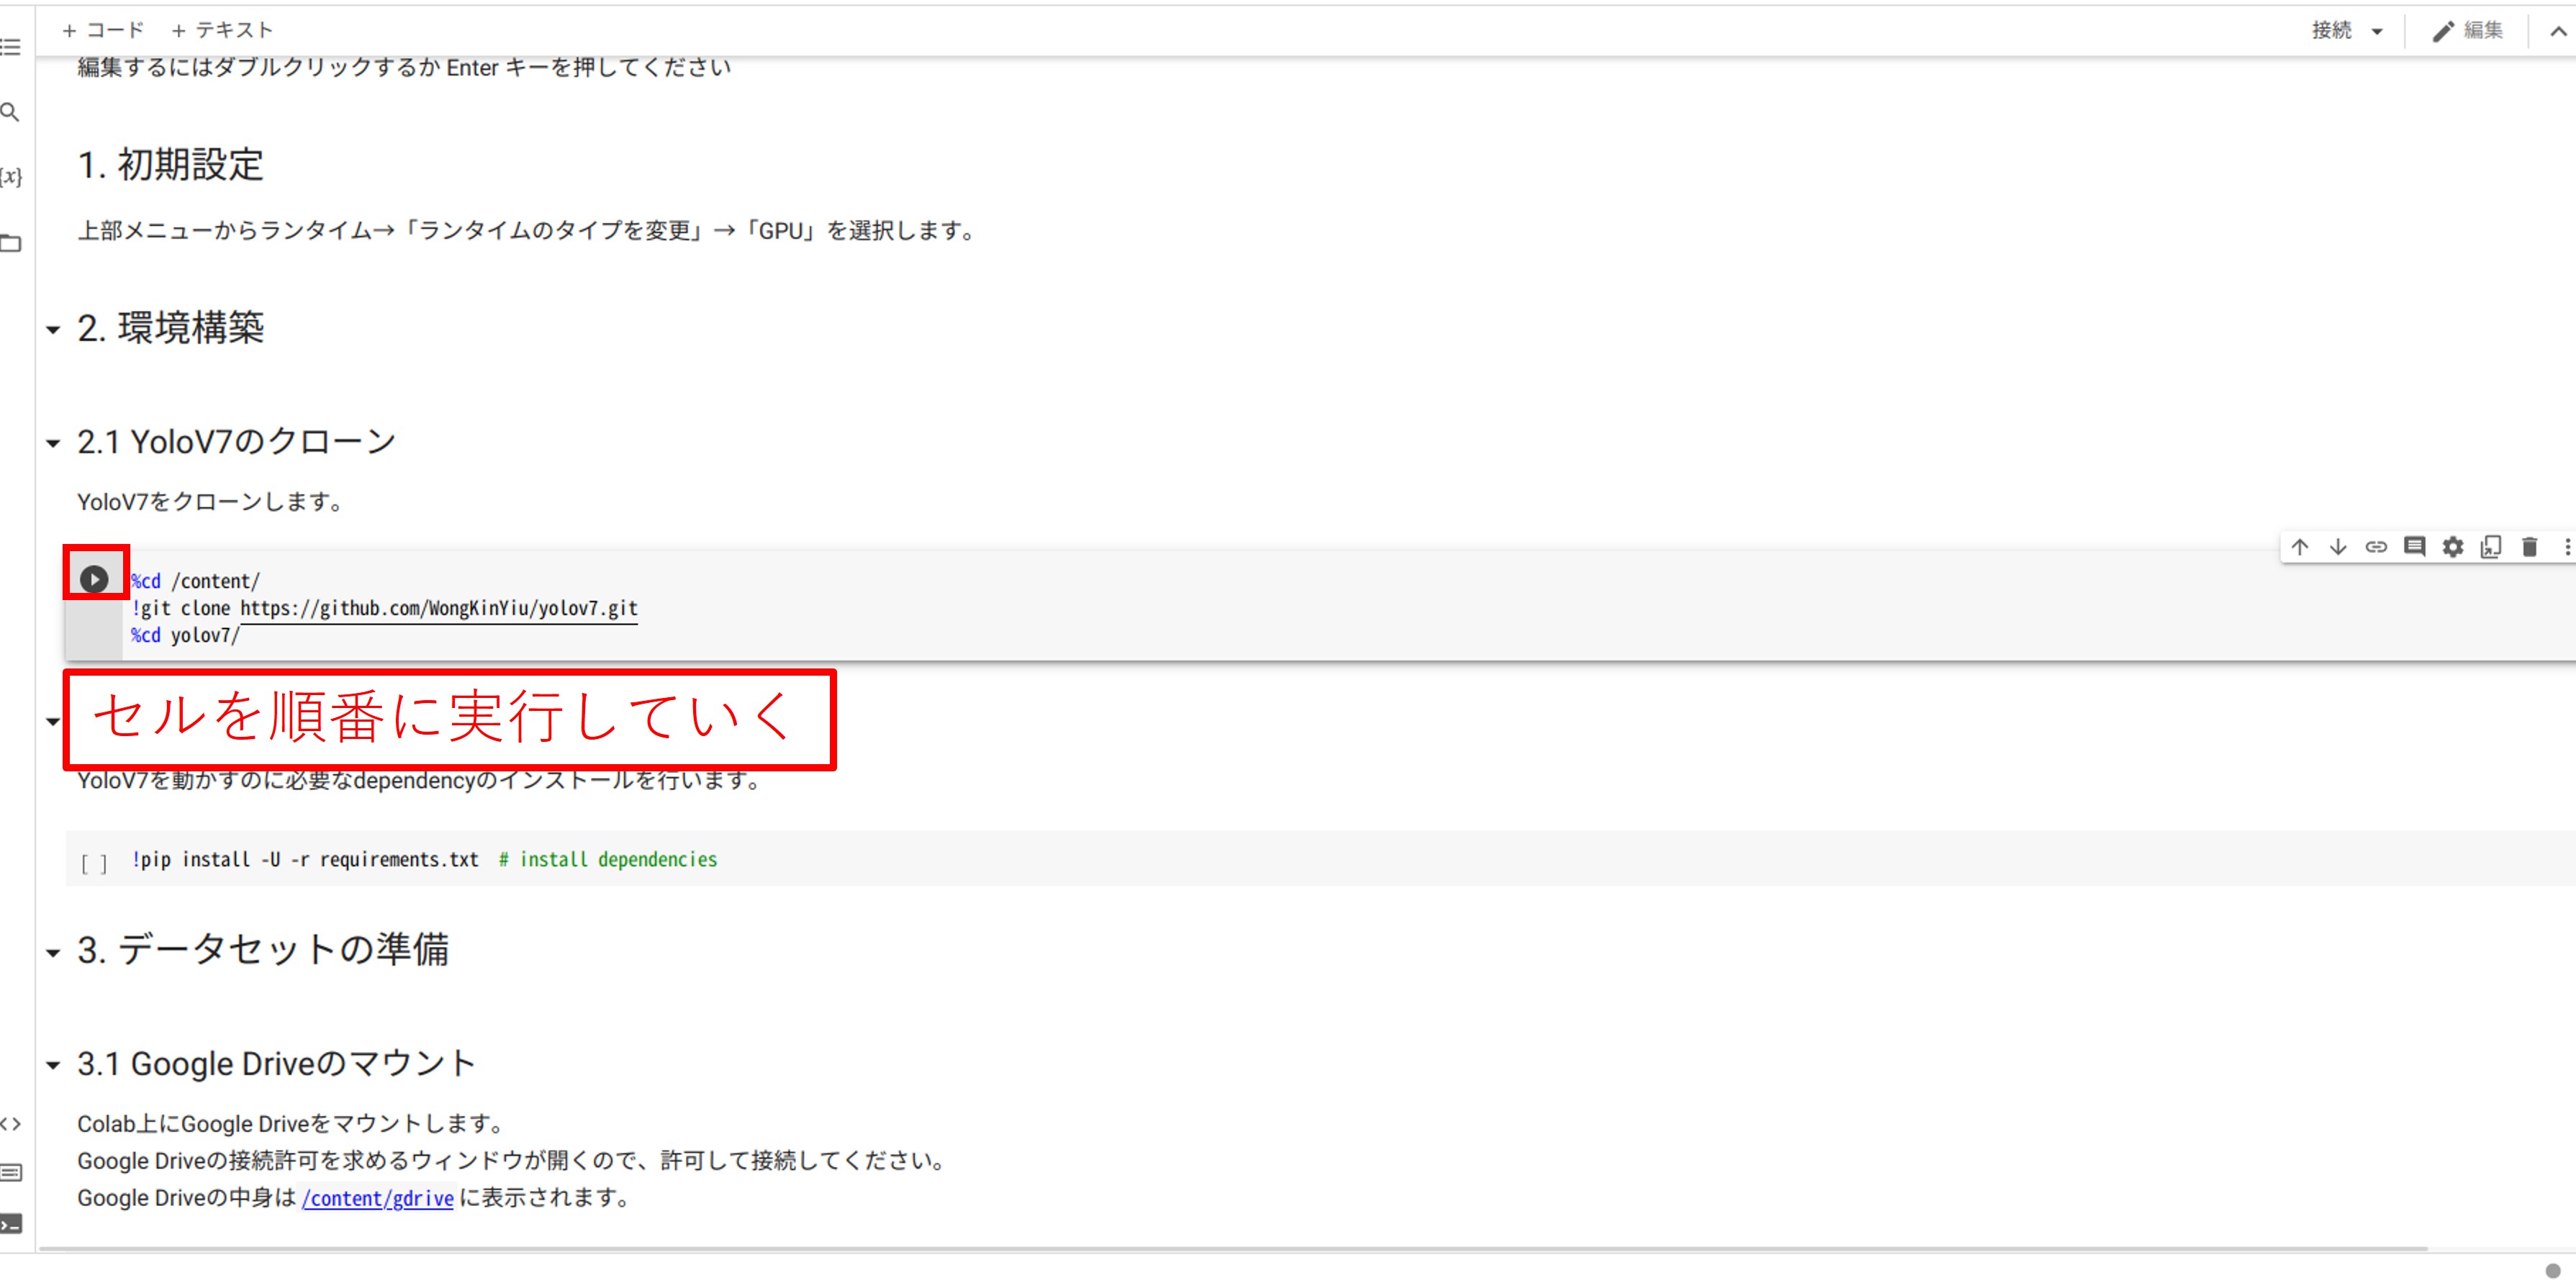 + コード + テキスト 接続 編集
編集するにはダブルクリックするか Enter キーを押してください
1. 初期設定
上部メニューからランタイム→「ランタイムのタイプを変更」→「GPU」を選択します。
2. 環境構築
2.1 YoloV7のクローン
YoloV7をクローンします。
%cd /content/
!git clone https://github.com/WongKinYiu/yolov7.git
%cd yolov7/
セルを順番に実行していく
YoloV7を動かすのに必要なdependencyのインストールを行います。
[ ] !pip install -U -r requirements.txt # install dependencies
3. データセットの準備
3.1 Google Driveのマウント
Colab上にGoogle Driveをマウントします。
Google Driveの接続許可を求めるウィンドウが開くので、許可して接続してください。
Google Driveの中身は /content/gdrive に表示されます。